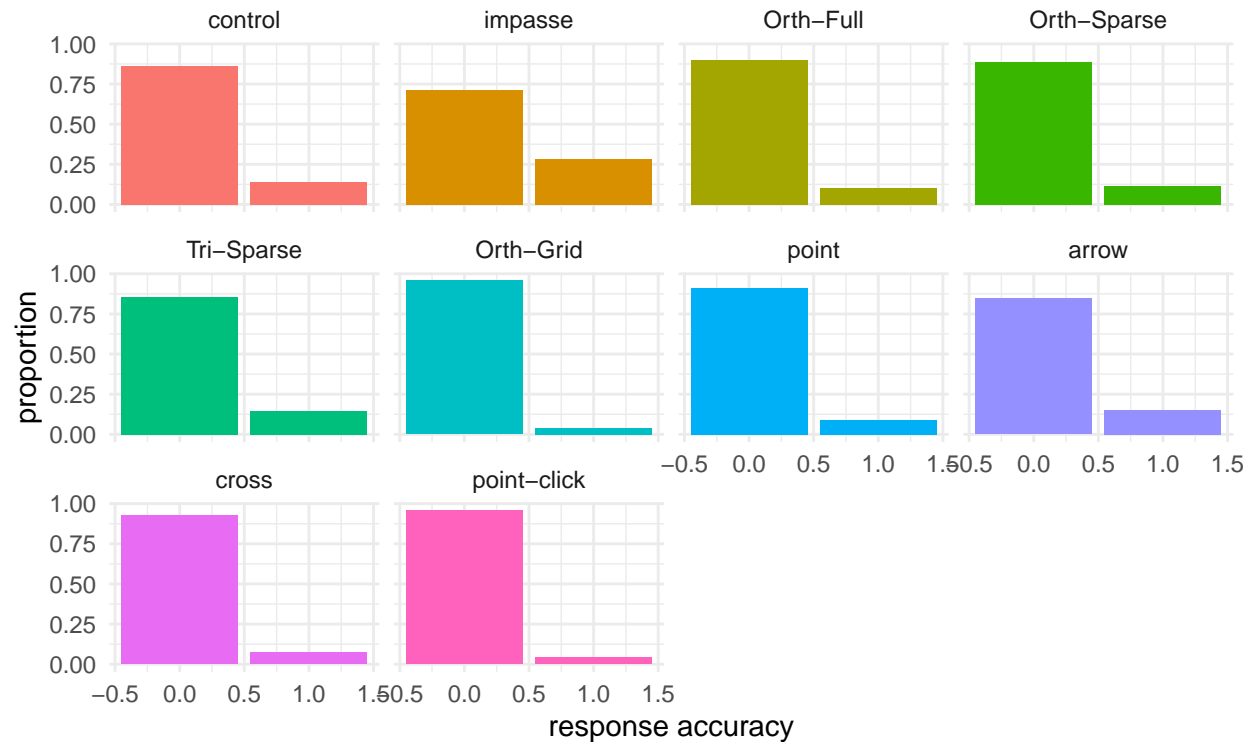 control impasse Orth−Full Orth−Sparse
1.00
0.75
0.50
0.25
0.00
Tri−Sparse Orth−Grid point arrow
1.00
0.75
0.50
0.25
0.00
−0.5 0.0 0.5 1.0 1.5 −0.5 0.0 0.5 1.0 1.5
cross point−click
1.00
0.75
0.50
0.25
0.00
−0.5 0.0 0.5 1.0 1.5 −0.5 0.0 0.5 1.0 1.5
proportion
response accuracy